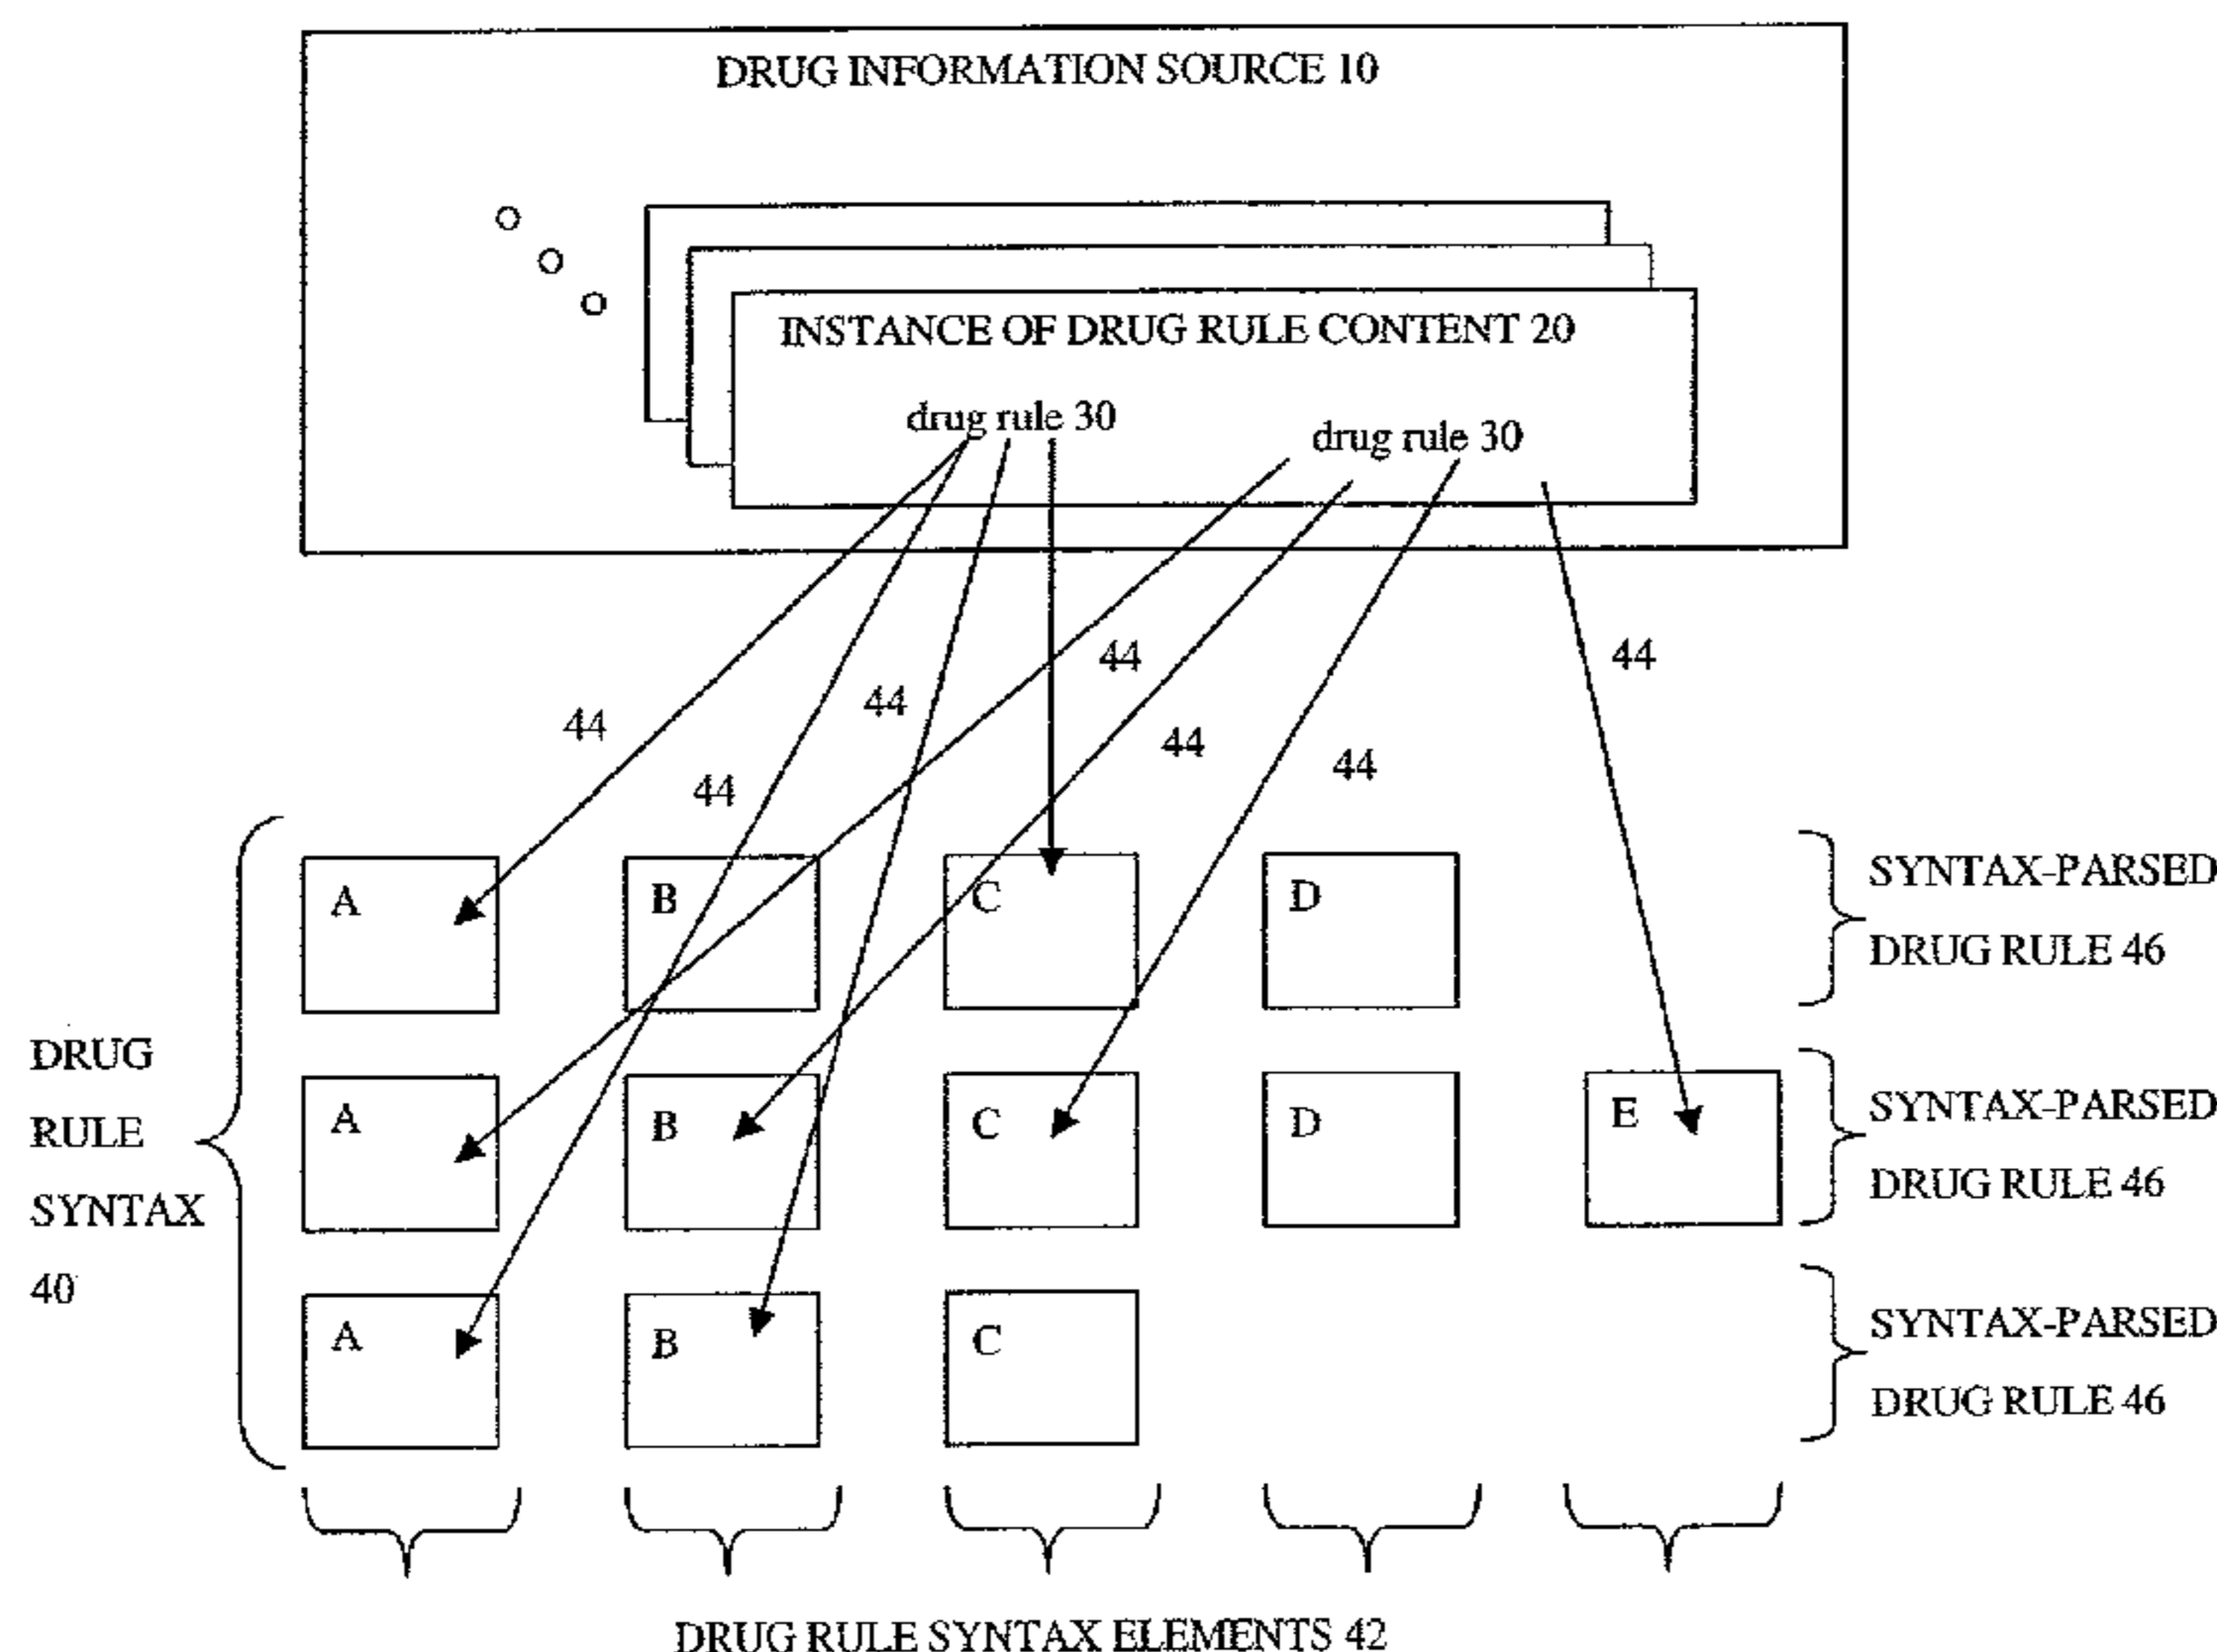 DRUG INFORMATION SOURCE 10
INSTANCE OF DRUG RULE CONTENT 20
drug rule 30
drug rule 30
44
44
44
44
44
44
44
A
B
C
D
SYNTAX-PARSED
DRUG RULE 46
DRUG
RULE
SYNTAX
40
A
B
C
D
E
SYNTAX-PARSED
DRUG RULE 46
A
B
C
SYNTAX-PARSED
DRUG RULE 46
DRUG RULE SYNTAX ELEMENTS 42